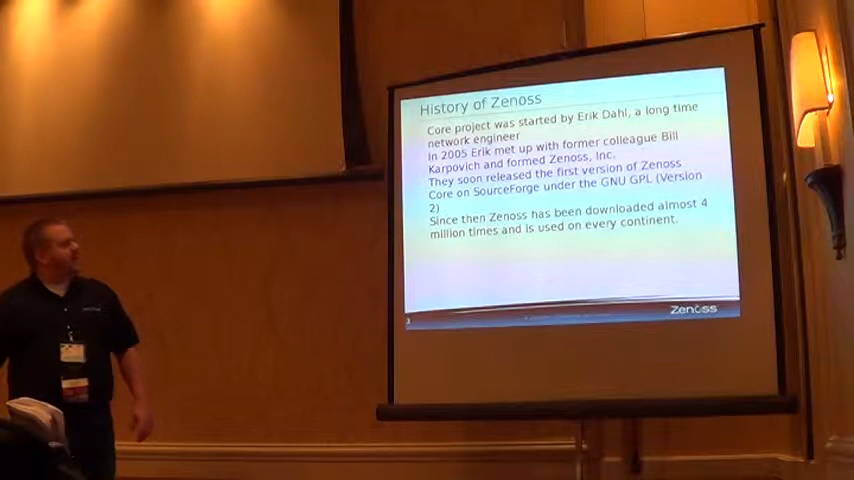 History of Zenoss
Core project was started by Erik Dahl, a long time
network engineer
In 2005 Erik met up with former colleague Bill
Karpovich and formed Zenoss, Inc.
They soon released the first version of Zenoss
Core on SourceForge under the GNU GPL (Version
2)
Since then Zenoss has been downloaded almost 4
million times and is used on every continent.
Zenoss